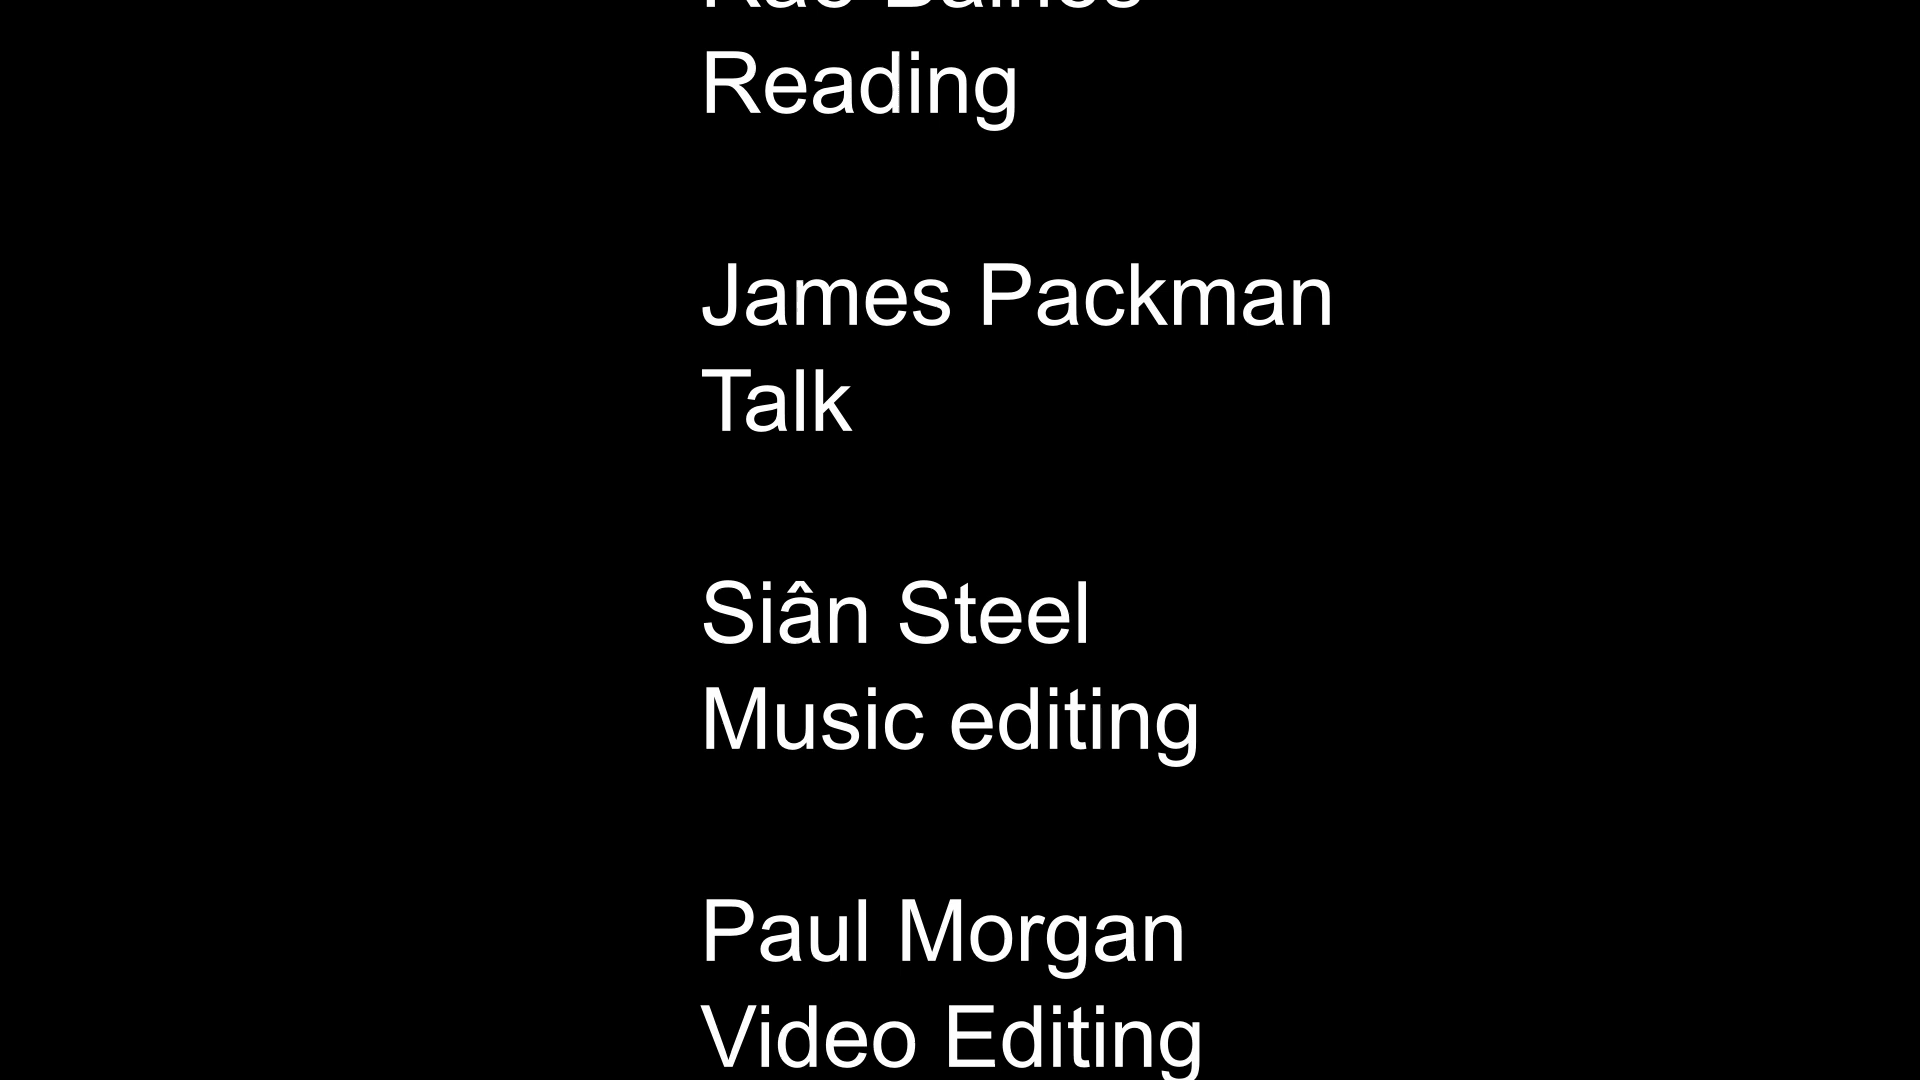 Reading
James Packman
Talk
Siân Steel
Music editing
Paul Morgan
Video Editing